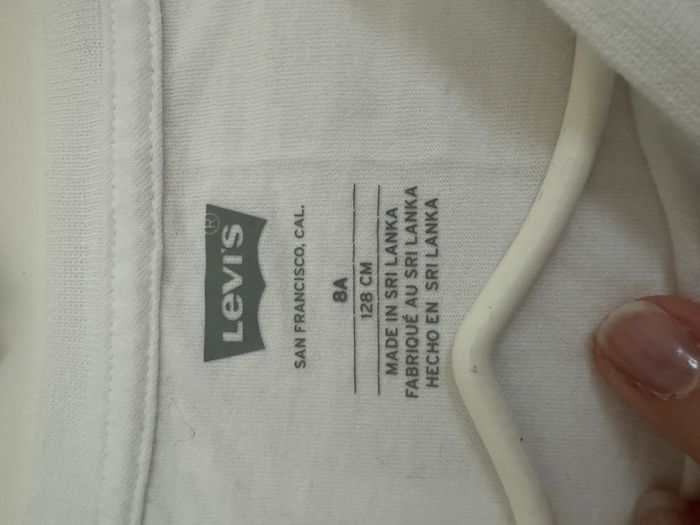 Levi's®
SAN FRANCISCO, CAL.
8A
128 CM
MADE IN SRI LANKA
FABRIQUÉ AU SRI LANKA
HECHO EN SRI LANKA